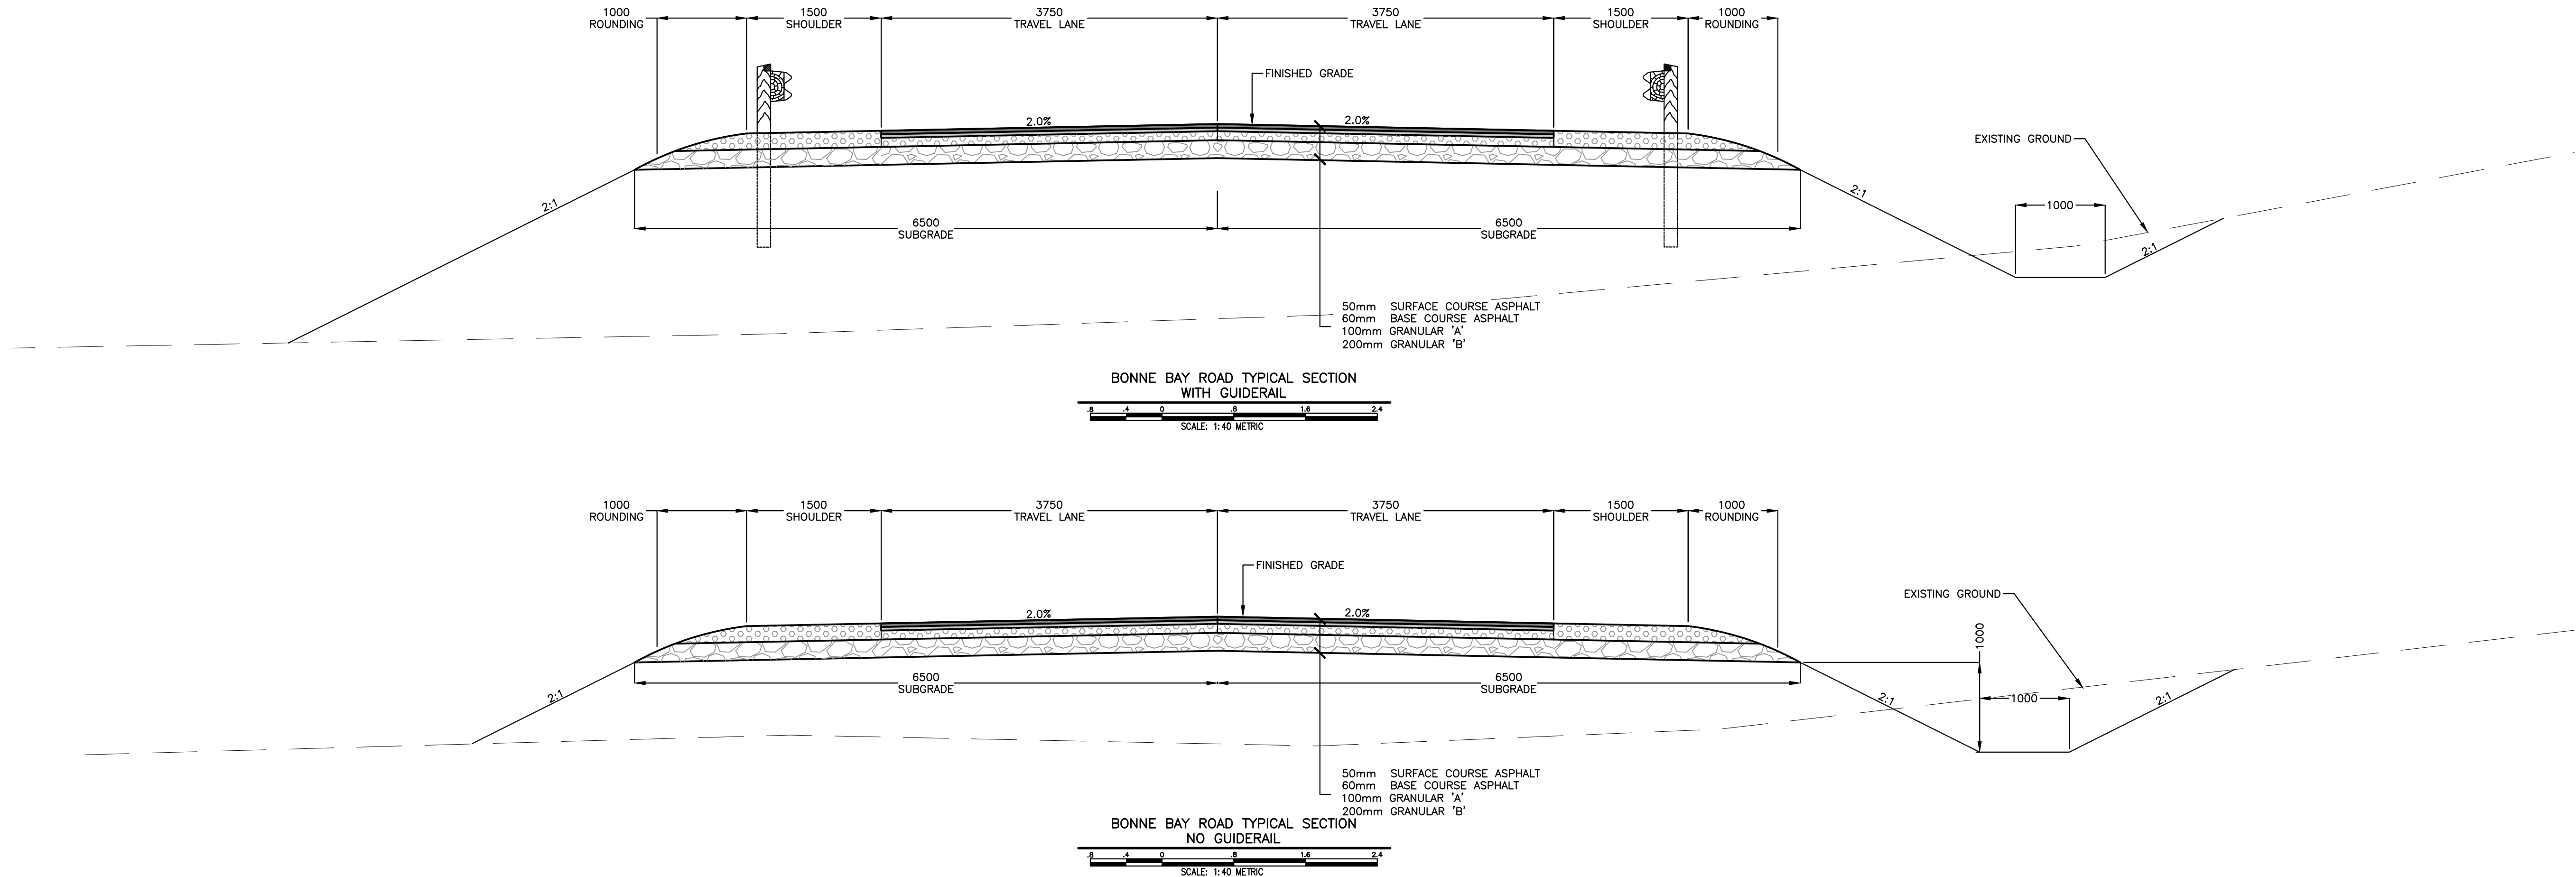 1000 1500 3750 3750 1500 1000
ROUNDING SHOULDER TRAVEL LANE TRAVEL LANE SHOULDER ROUNDING
FINISHED GRADE
2.0% 2.0%
EXISTING GROUND
2:1 2:1
1000
6500 6500
SUBGRADE SUBGRADE
2:1
50mm SURFACE COURSE ASPHALT
60mm BASE COURSE ASPHALT
100mm GRANULAR 'A'
200mm GRANULAR 'B'
BONNE BAY ROAD TYPICAL SECTION
WITH GUIDERAIL
.8 .4 0 .8 1.6 2.4
SCALE: 1:40 METRIC
1000 1500 3750 3750 1500 1000
ROUNDING SHOULDER TRAVEL LANE TRAVEL LANE SHOULDER ROUNDING
FINISHED GRADE
2.0% 2.0%
EXISTING GROUND
1000
6500 6500
SUBGRADE SUBGRADE
2:1 2:1 1000 2:1
50mm SURFACE COURSE ASPHALT
60mm BASE COURSE ASPHALT
100mm GRANULAR 'A'
200mm GRANULAR 'B'
BONNE BAY ROAD TYPICAL SECTION
NO GUIDERAIL
.8 .4 0 .8 1.6 2.4
SCALE: 1:40 METRIC